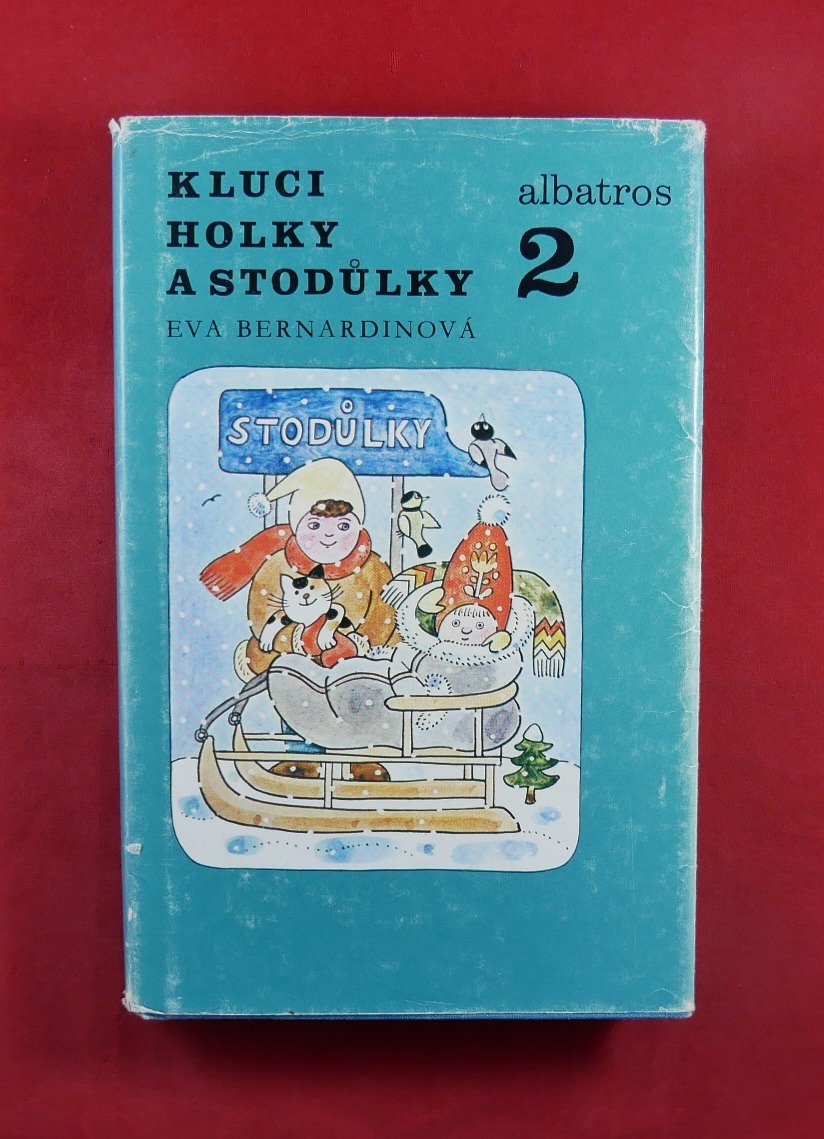 KLUCI
HOLKY
A STODŮLKY
EVA BERNARDINOVÁ
albatros
2
STODŮLKY